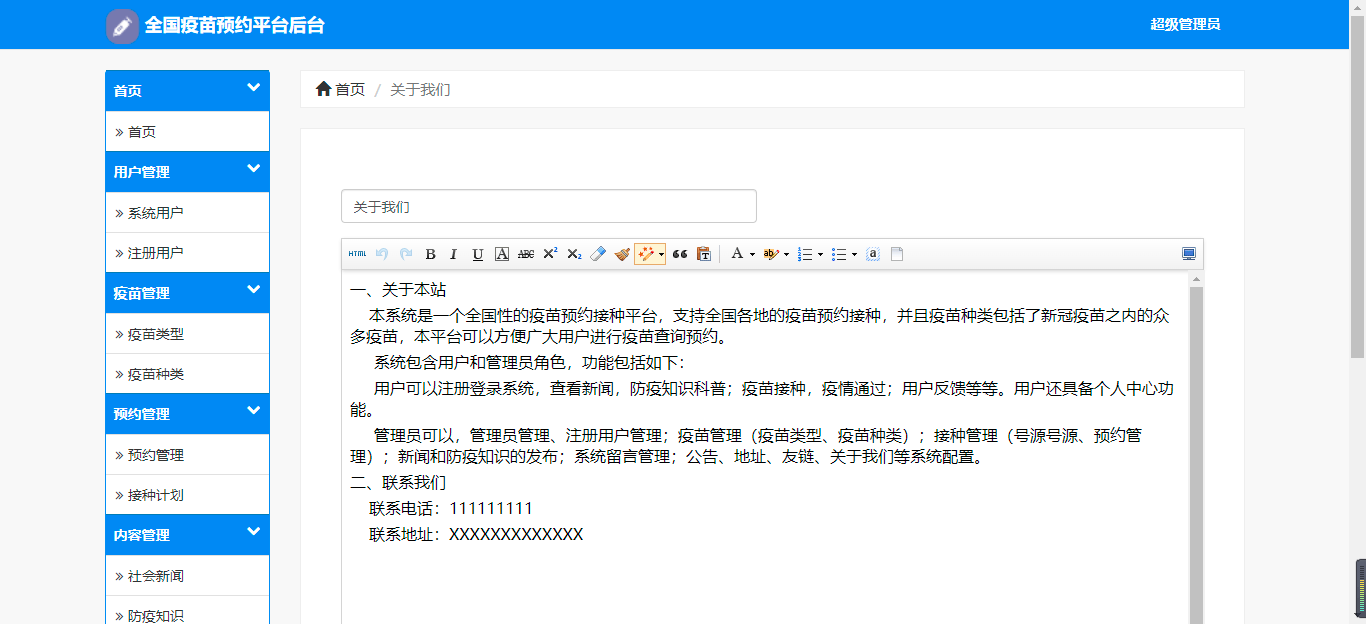 全国疫苗预约平台后台
超级管理员
首页
» 首页
用户管理
» 系统用户
» 注册用户
疫苗管理
» 疫苗类型
» 疫苗种类
预约管理
» 预约管理
» 接种计划
内容管理
» 社会新闻
» 防疫知识
首页 / 关于我们
关于我们
HTML B I U A ABC X² X₂ A ab a
一、关于本站
本系统是一个全国性的疫苗预约接种平台，支持全国各地的疫苗预约接种，并且疫苗种类包括了新冠疫苗之内的众
多疫苗，本平台可以方便广大用户进行疫苗查询预约。
系统包含用户和管理员角色，功能包括如下：
用户可以注册登录系统，查看新闻，防疫知识科普；疫苗接种，疫情通过；用户反馈等等。用户还具备个人中心功
能。
管理员可以，管理员管理、注册用户管理；疫苗管理（疫苗类型、疫苗种类）；接种管理（号源号源、预约管
理）；新闻和防疫知识的发布；系统留言管理；公告、地址、友链、关于我们等系统配置。
二、联系我们
联系电话：111111111
联系地址：XXXXXXXXXXXXX